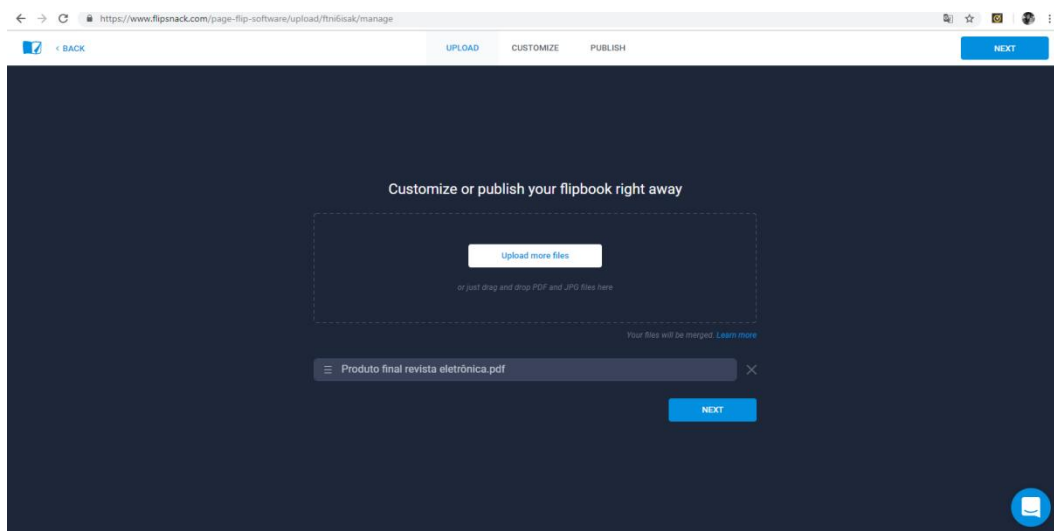 https://www.flipsnack.com/page-flip-software/upload/ftni6isak/manage
< BACK
UPLOAD CUSTOMIZE PUBLISH
NEXT
Customize or publish your flipbook right away
Upload more files
or just drag and drop PDF and JPG files here
Your files will be merged. Learn more
Produto final revista eletrônica.pdf
NEXT